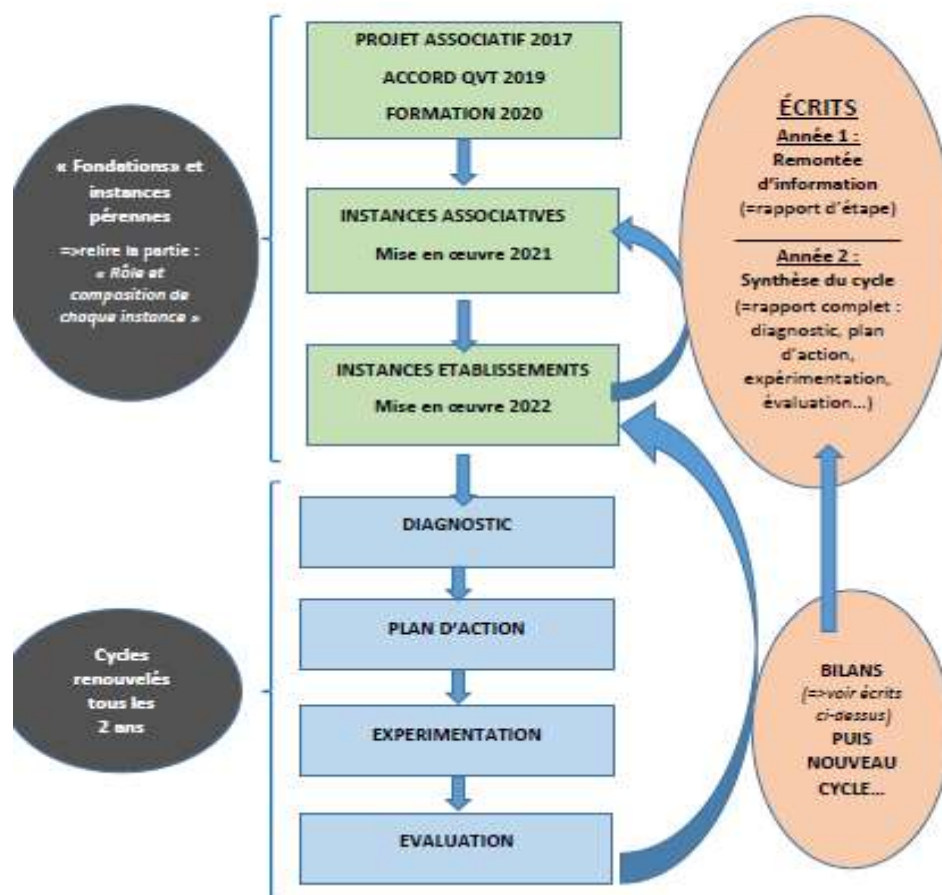 PROJET ASSOCIATIF 2017
ACCORD QVT 2019
FORMATION 2020
« Fondations» et
instances
pérennes
=>relire la partie :
« Rôle et
composition de
chaque instance »
INSTANCES ASSOCIATIVES
Mise en œuvre 2021
INSTANCES ETABLISSEMENTS
Mise en œuvre 2022
ÉCRITS
Année 1 :
Remontée
d'information
(=rapport d'étape)
Année 2 :
Synthèse du cycle
(=rapport complet :
diagnostic, plan
d'action,
expérimentation,
évaluation...)
DIAGNOSTIC
PLAN D'ACTION
EXPERIMENTATION
EVALUATION
Cycles
renouvelés
tous les
2 ans
BILANS
(=>voir écrits
ci-dessus)
PUIS
NOUVEAU
CYCLE...